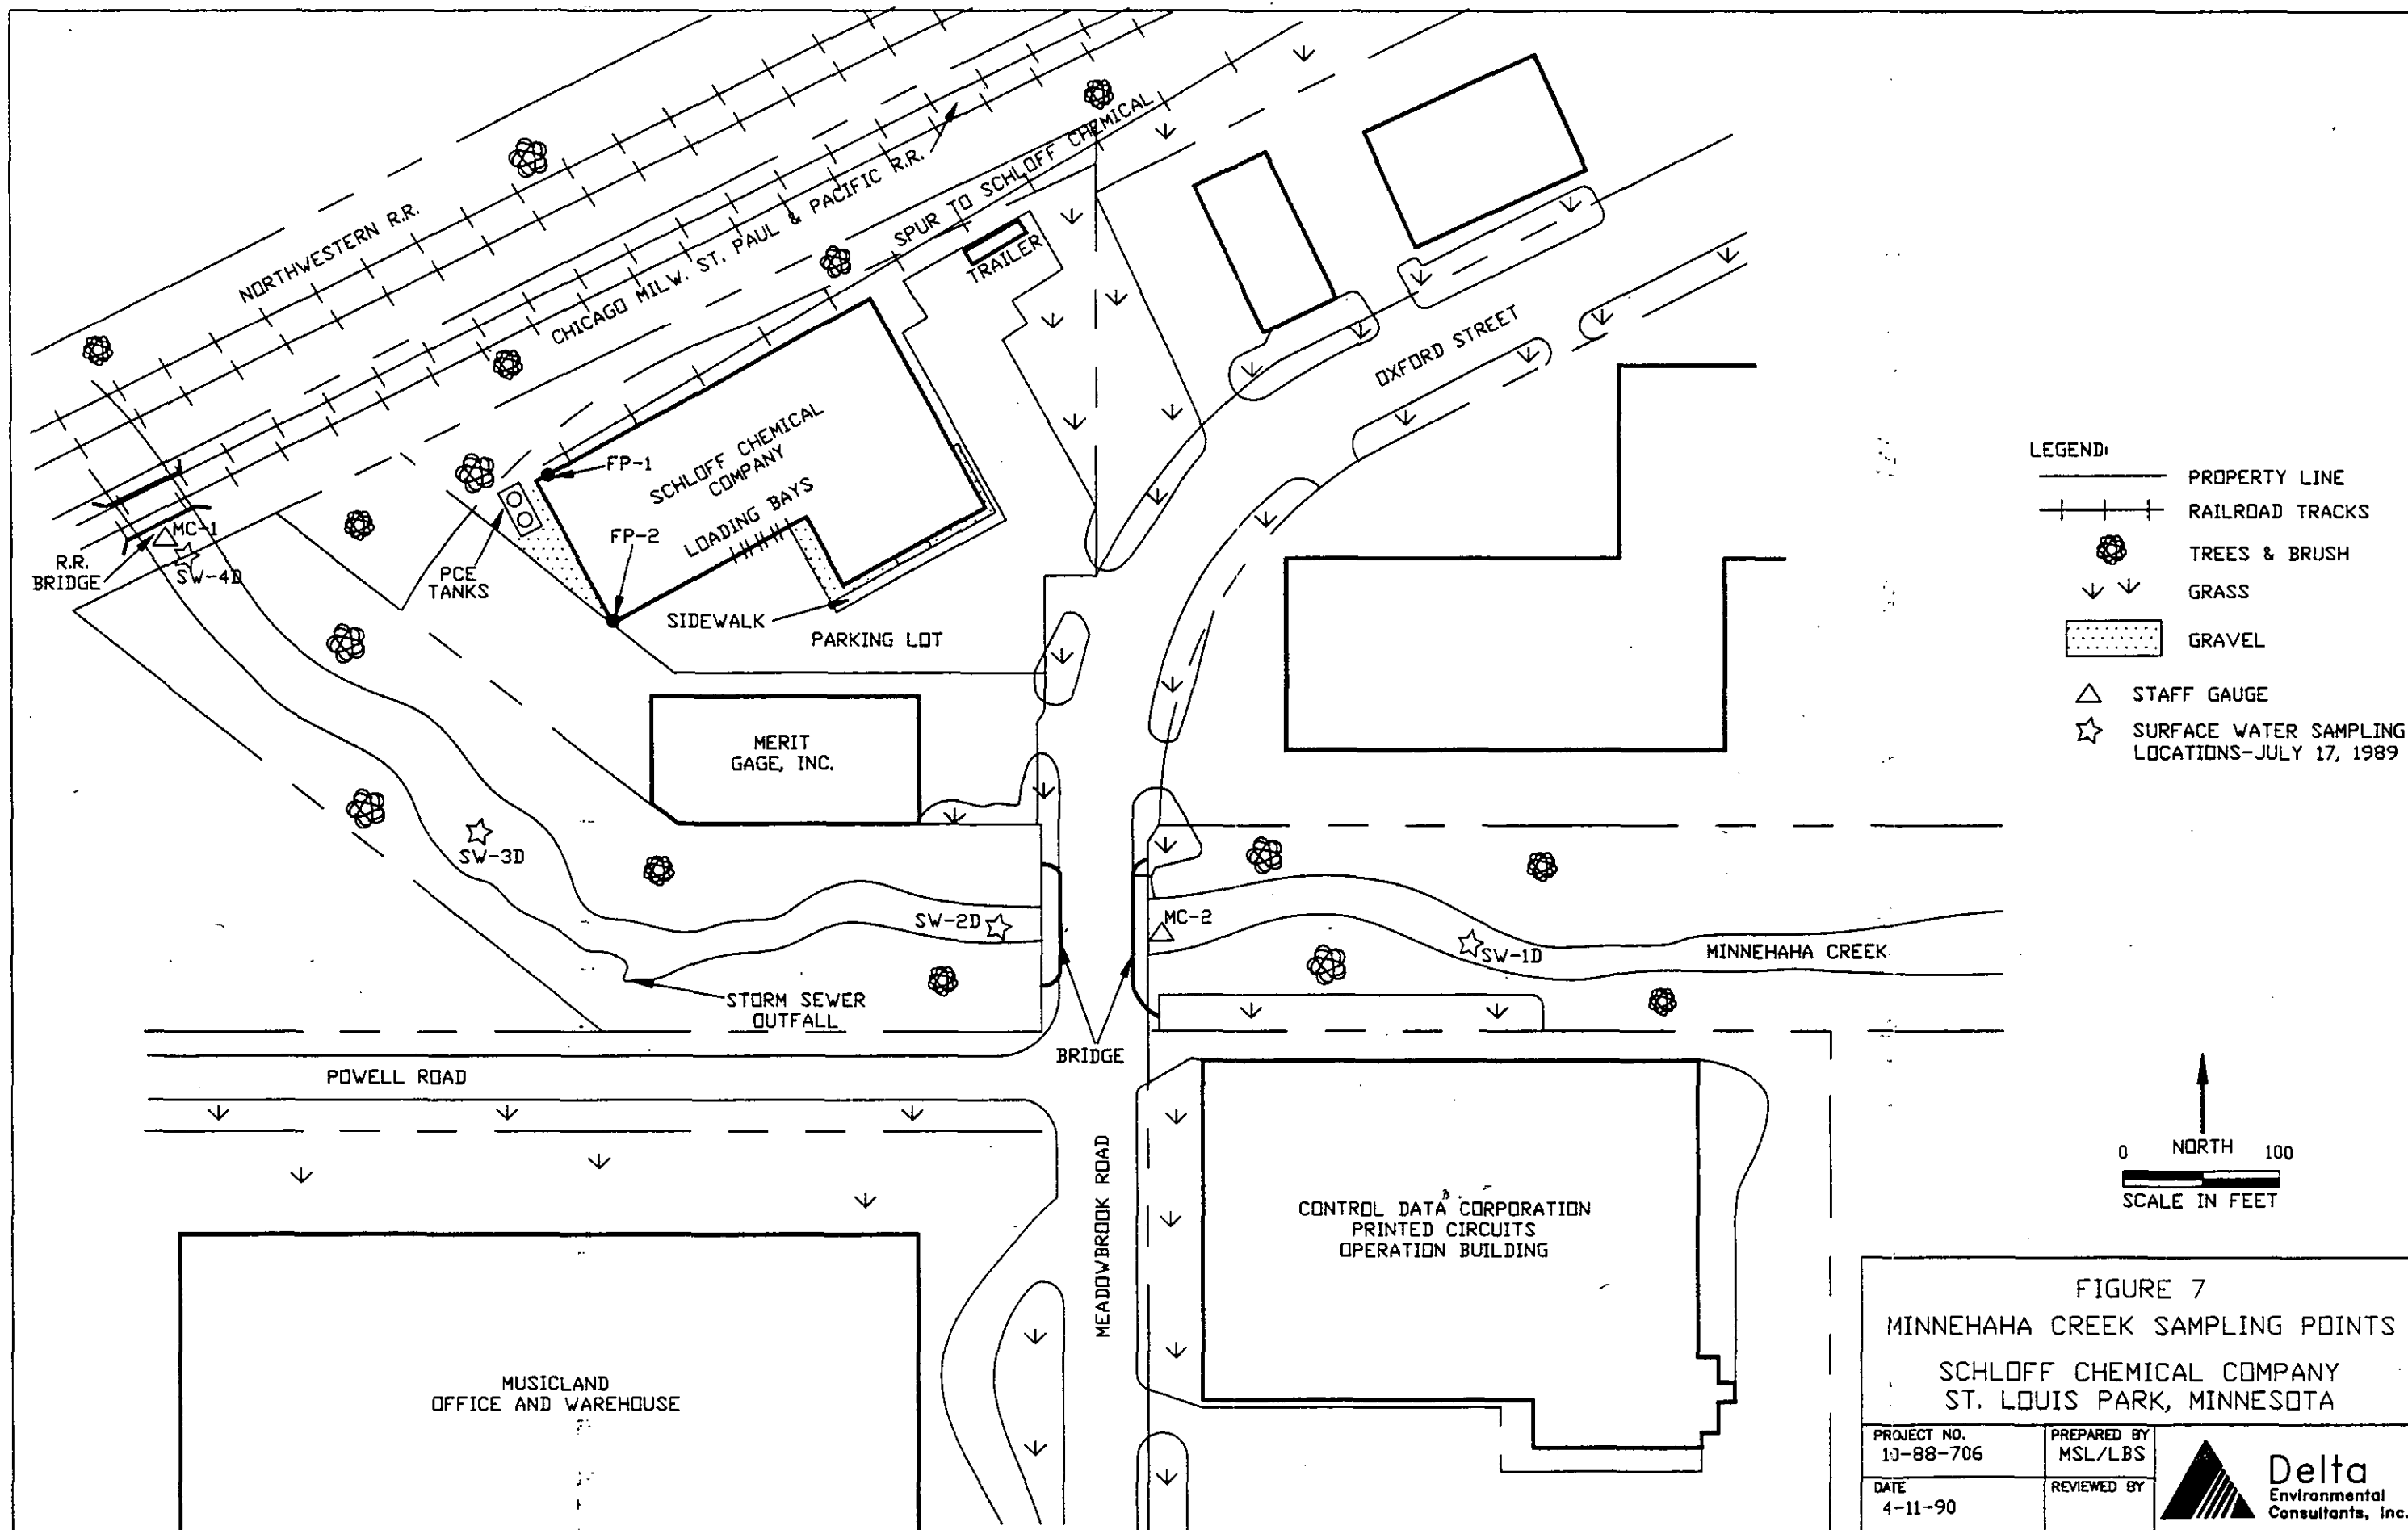 NORTHWESTERN R.R.
CHICAGO MILW. ST. PAUL & PACIFIC R.R.
SPUR TO SCHLOFF CHEMICAL
TRAILER
OXFORD STREET
SCHLOFF CHEMICAL
COMPANY
LOADING BAYS
FP-1
FP-2
MC-1
SW-4D
R.R.
BRIDGE
PCE
TANKS
SIDEWALK
PARKING LOT
MERIT
GAGE, INC.
SW-3D
SW-2D
MC-2
SW-1D
MINNEHAHA CREEK
STORM SEWER
OUTFALL
BRIDGE
POWELL ROAD
MEADOWBROOK ROAD
CONTROL DATA CORPORATION
PRINTED CIRCUITS
OPERATION BUILDING
MUSICLAND
OFFICE AND WAREHOUSE
LEGEND:
PROPERTY LINE
RAILROAD TRACKS
TREES & BRUSH
GRASS
GRAVEL
STAFF GAUGE
SURFACE WATER SAMPLING
LOCATIONS-JULY 17, 1989
NORTH
0 100
SCALE IN FEET
FIGURE 7
MINNEHAHA CREEK SAMPLING POINTS
SCHLOFF CHEMICAL COMPANY
ST. LOUIS PARK, MINNESOTA
PROJECT NO.
10-88-706
PREPARED BY
MSL/LBS
DATE
4-11-90
REVIEWED BY
Delta
Environmental
Consultants, Inc.